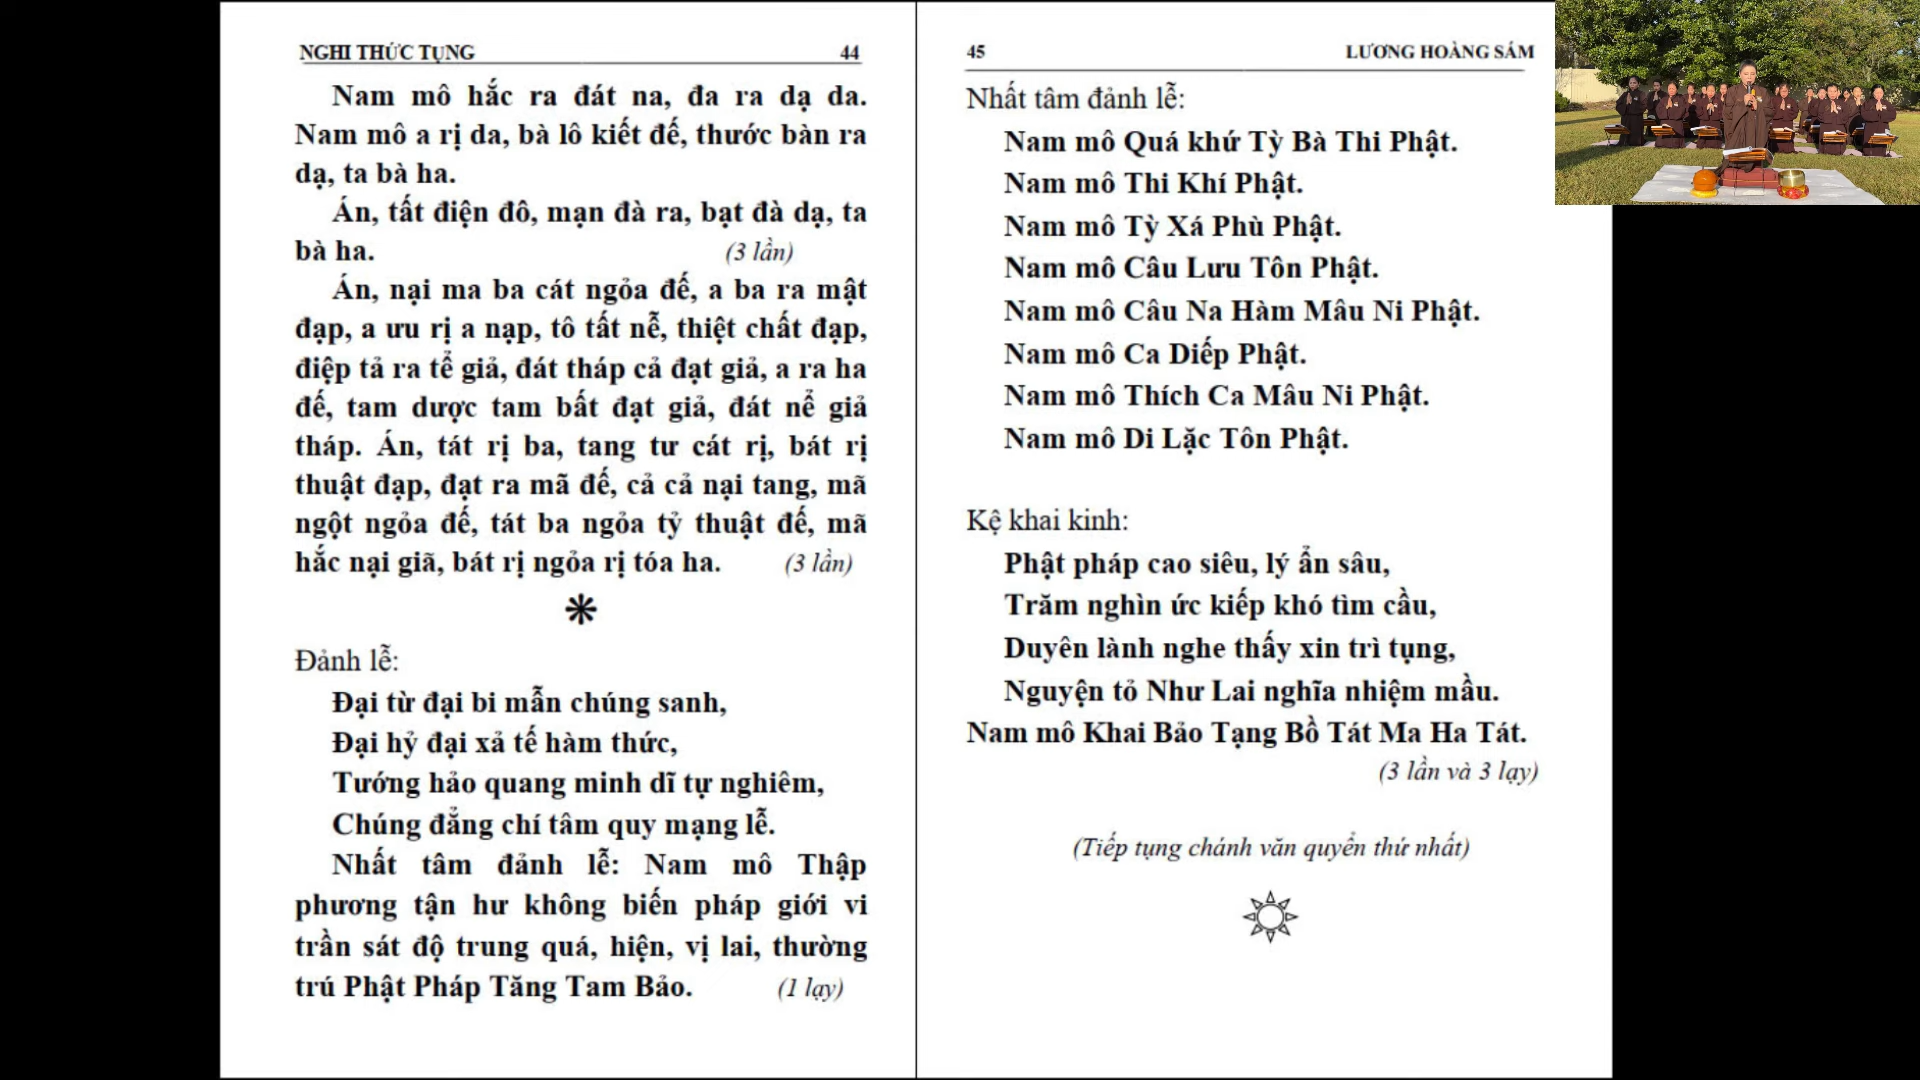 NGHI THỨC TỤNG 44
Nam mô hắc ra đát na, đa ra dạ da.
Nam mô a rị da, bà lô kiết đế, thước bàn ra
dạ, ta bà ha.
Án, tất điện đô, mạn đà ra, bạt đà dạ, ta
bà ha. (3 lần)
Án, nại ma ba cát ngỏa đế, a ba ra mật
đạp, a ưu rị a nạp, tô tất nễ, thiệt chất đạp,
điệp tả ra tể giả, đát tháp cả đạt giả, a ra ha
đế, tam dược tam bất đạt giả, đát nể giả
tháp. Án, tát rị ba, tang tư cát rị, bát rị
thuật đạp, đạt ra mã đế, cả cả nại tang, mã
ngột ngỏa đế, tát ba ngỏa tỷ thuật đế, mã
hắc nại giã, bát rị ngỏa rị tóa ha. (3 lần)
Đảnh lễ:
Đại từ đại bi mẫn chúng sanh,
Đại hỷ đại xả tế hàm thức,
Tướng hảo quang minh dĩ tự nghiêm,
Chúng đẳng chí tâm quy mạng lễ.
Nhất tâm đảnh lễ: Nam mô Thập
phương tận hư không biến pháp giới vi
trần sát độ trung quá, hiện, vị lai, thường
trú Phật Pháp Tăng Tam Bảo. (1 lạy)
45 LƯƠNG HOÀNG SÁM
Nhất tâm đảnh lễ:
Nam mô Quá khứ Tỳ Bà Thi Phật.
Nam mô Thi Khí Phật.
Nam mô Tỳ Xá Phù Phật.
Nam mô Câu Lưu Tôn Phật.
Nam mô Câu Na Hàm Mâu Ni Phật.
Nam mô Ca Diếp Phật.
Nam mô Thích Ca Mâu Ni Phật.
Nam mô Di Lặc Tôn Phật.
Kệ khai kinh:
Phật pháp cao siêu, lý ẩn sâu,
Trăm nghìn ức kiếp khó tìm cầu,
Duyên lành nghe thấy xin trì tụng,
Nguyện tỏ Như Lai nghĩa nhiệm mầu.
Nam mô Khai Bảo Tạng Bồ Tát Ma Ha Tát.
(3 lần và 3 lạy)
(Tiếp tụng chánh văn quyển thứ nhất)